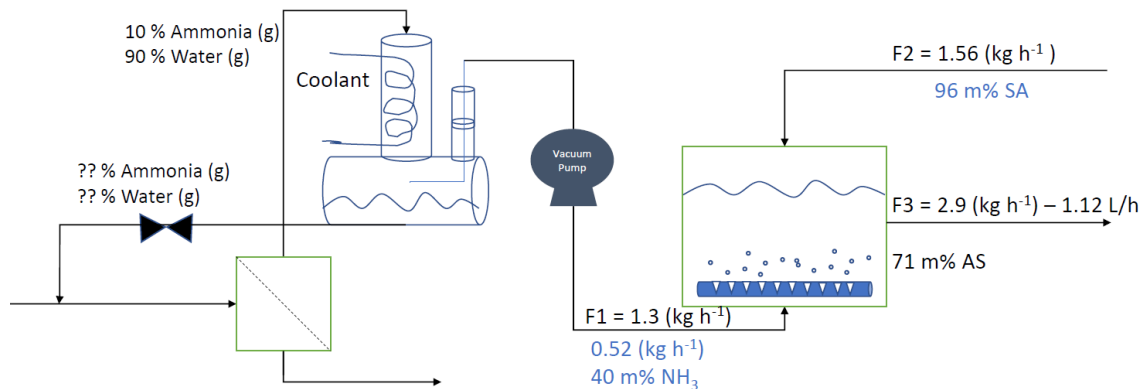 10 % Ammonia (g)
90 % Water (g)
Coolant
?? % Ammonia (g)
?? % Water (g)
Vacuum
Pump
F1 = 1.3 (kg h⁻¹)
0.52 (kg h⁻¹)
40 m% NH₃
F2 = 1.56 (kg h⁻¹ )
96 m% SA
F3 = 2.9 (kg h⁻¹) – 1.12 L/h
71 m% AS